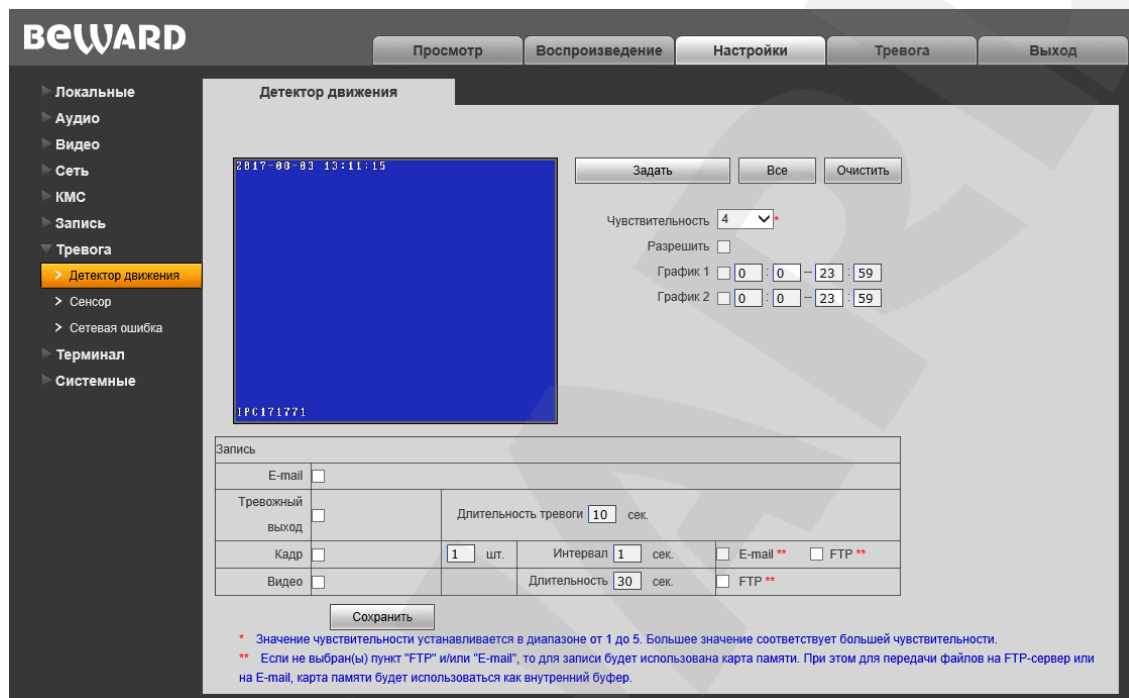 BEWARD
Просмотр Воспроизведение Настройки Тревога Выход
Локальные
Аудио
Видео
Сеть
КМС
Запись
Тревога
> Детектор движения
> Сенсор
> Сетевая ошибка
Терминал
Системные
Детектор движения
2017-08-03 13:11:15
IPC171771
Задать Все Очистить
Чувствительность 4 *
Разрешить
График 1 0 : 0 -- 23 : 59
График 2 0 : 0 -- 23 : 59
Запись
E-mail
Тревожный
выход
Длительность тревоги 10 сек.
Кадр 1 шт. Интервал 1 сек. E-mail ** FTP **
Видео Длительность 30 сек. FTP **
Сохранить
* Значение чувствительности устанавливается в диапазоне от 1 до 5. Большее значение соответствует большей чувствительности.
** Если не выбран(ы) пункт "FTP" и/или "E-mail", то для записи будет использована карта памяти. При этом для передачи файлов на FTP-сервер или
на E-mail, карта памяти будет использоваться как внутренний буфер.